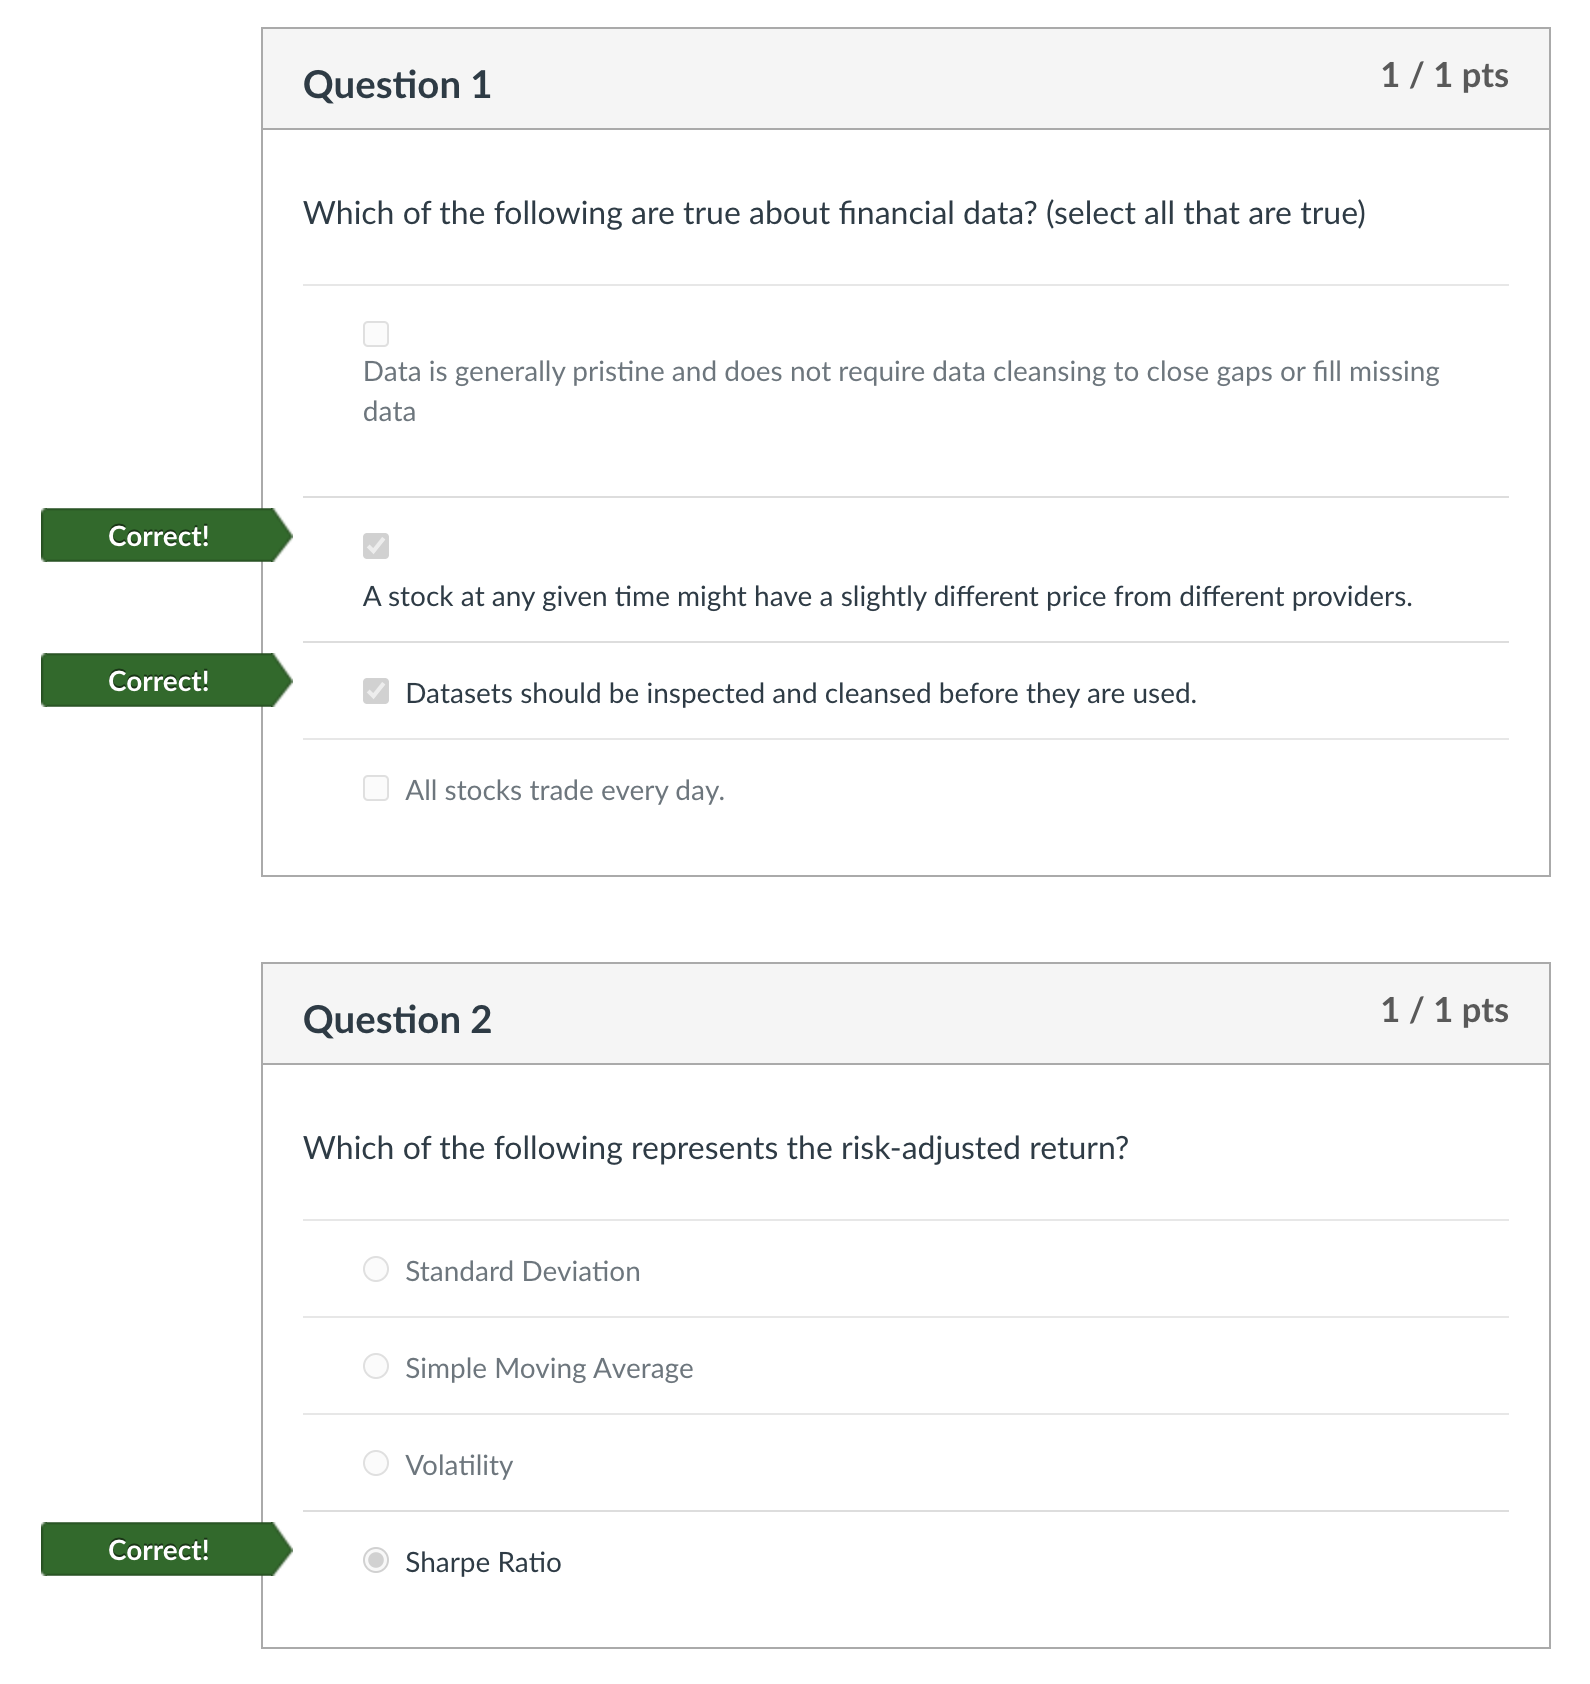 Question 1
1 / 1 pts
Which of the following are true about financial data? (select all that are true)
Data is generally pristine and does not require data cleansing to close gaps or fill missing
data
Correct!
A stock at any given time might have a slightly different price from different providers.
Correct!
Datasets should be inspected and cleansed before they are used.
All stocks trade every day.
Question 2
1 / 1 pts
Which of the following represents the risk-adjusted return?
Standard Deviation
Simple Moving Average
Volatility
Correct!
Sharpe Ratio